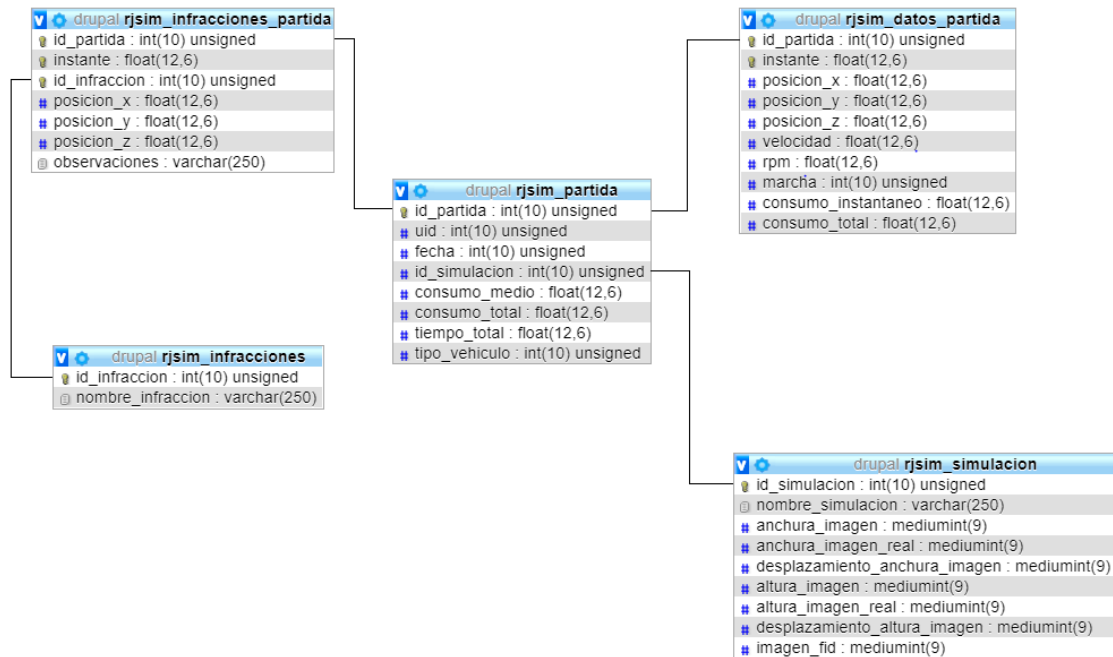 drupal rjsim_infracciones_partida
id_partida : int(10) unsigned
instante : float(12,6)
id_infraccion : int(10) unsigned
posicion_x : float(12,6)
posicion_y : float(12,6)
posicion_z : float(12,6)
observaciones : varchar(250)
drupal rjsim_datos_partida
id_partida : int(10) unsigned
instante : float(12,6)
posicion_x : float(12,6)
posicion_y : float(12,6)
posicion_z : float(12,6)
velocidad : float(12,6)
rpm : float(12,6)
marcha : int(10) unsigned
consumo_instantaneo : float(12,6)
consumo_total : float(12,6)
drupal rjsim_partida
id_partida : int(10) unsigned
uid : int(10) unsigned
fecha : int(10) unsigned
id_simulacion : int(10) unsigned
consumo_medio : float(12,6)
consumo_total : float(12,6)
tiempo_total : float(12,6)
tipo_vehiculo : int(10) unsigned
drupal rjsim_infracciones
id_infraccion : int(10) unsigned
nombre_infraccion : varchar(250)
drupal rjsim_simulacion
id_simulacion : int(10) unsigned
nombre_simulacion : varchar(250)
anchura_imagen : mediumint(9)
anchura_imagen_real : mediumint(9)
desplazamiento_anchura_imagen : mediumint(9)
altura_imagen : mediumint(9)
altura_imagen_real : mediumint(9)
desplazamiento_altura_imagen : mediumint(9)
imagen_fid : mediumint(9)